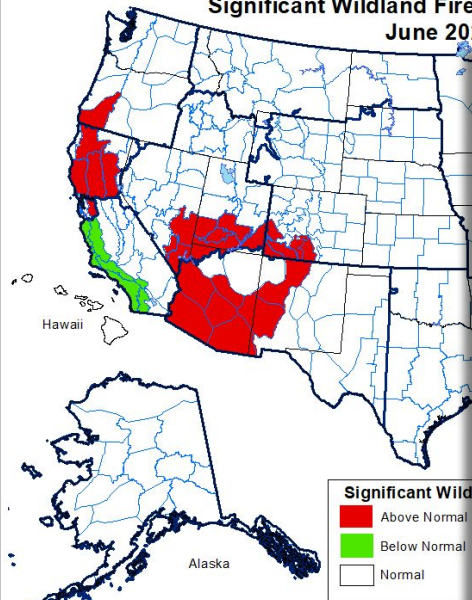 Significant Wildland Fire
June 20
Hawaii
Alaska
Significant Wild
Above Normal
Below Normal
Normal